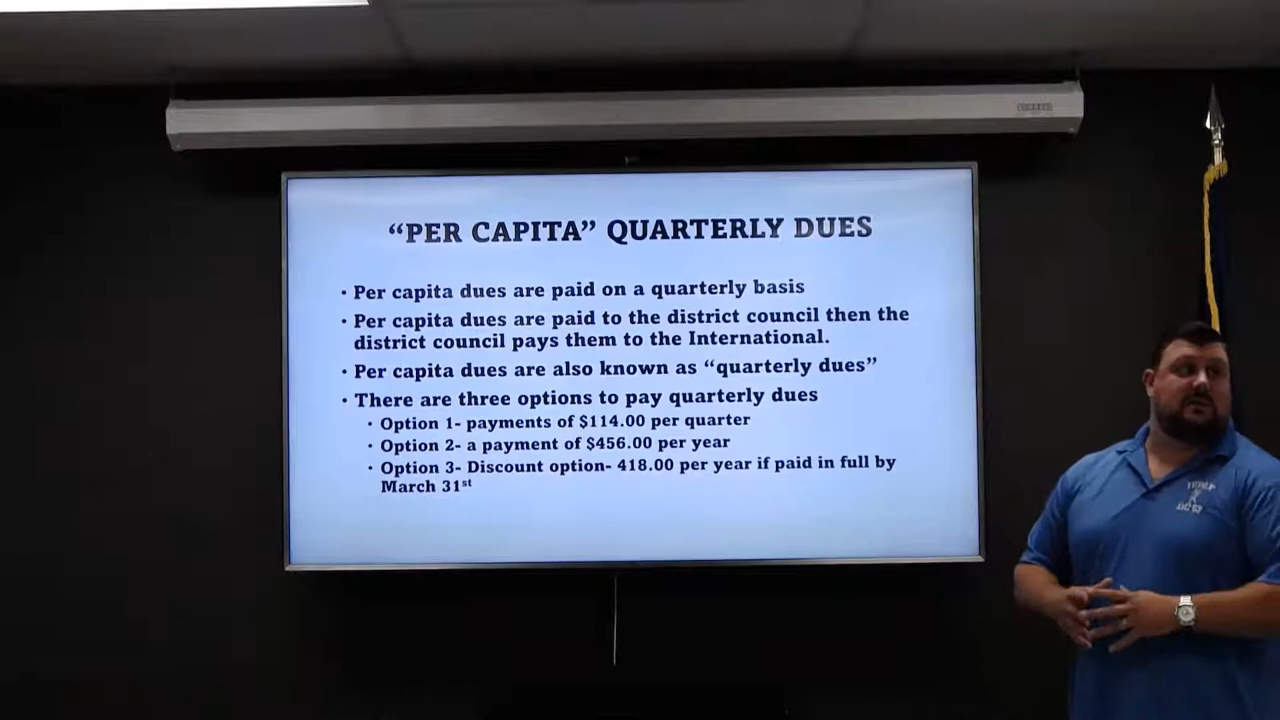 “PER CAPITA” QUARTERLY DUES
• Per capita dues are paid on a quarterly basis
• Per capita dues are paid to the district council then the
district council pays them to the International.
• Per capita dues are also known as “quarterly dues”
• There are three options to pay quarterly dues
• Option 1- payments of $114.00 per quarter
• Option 2- a payment of $456.00 per year
• Option 3- Discount option- 418.00 per year if paid in full by
March 31st